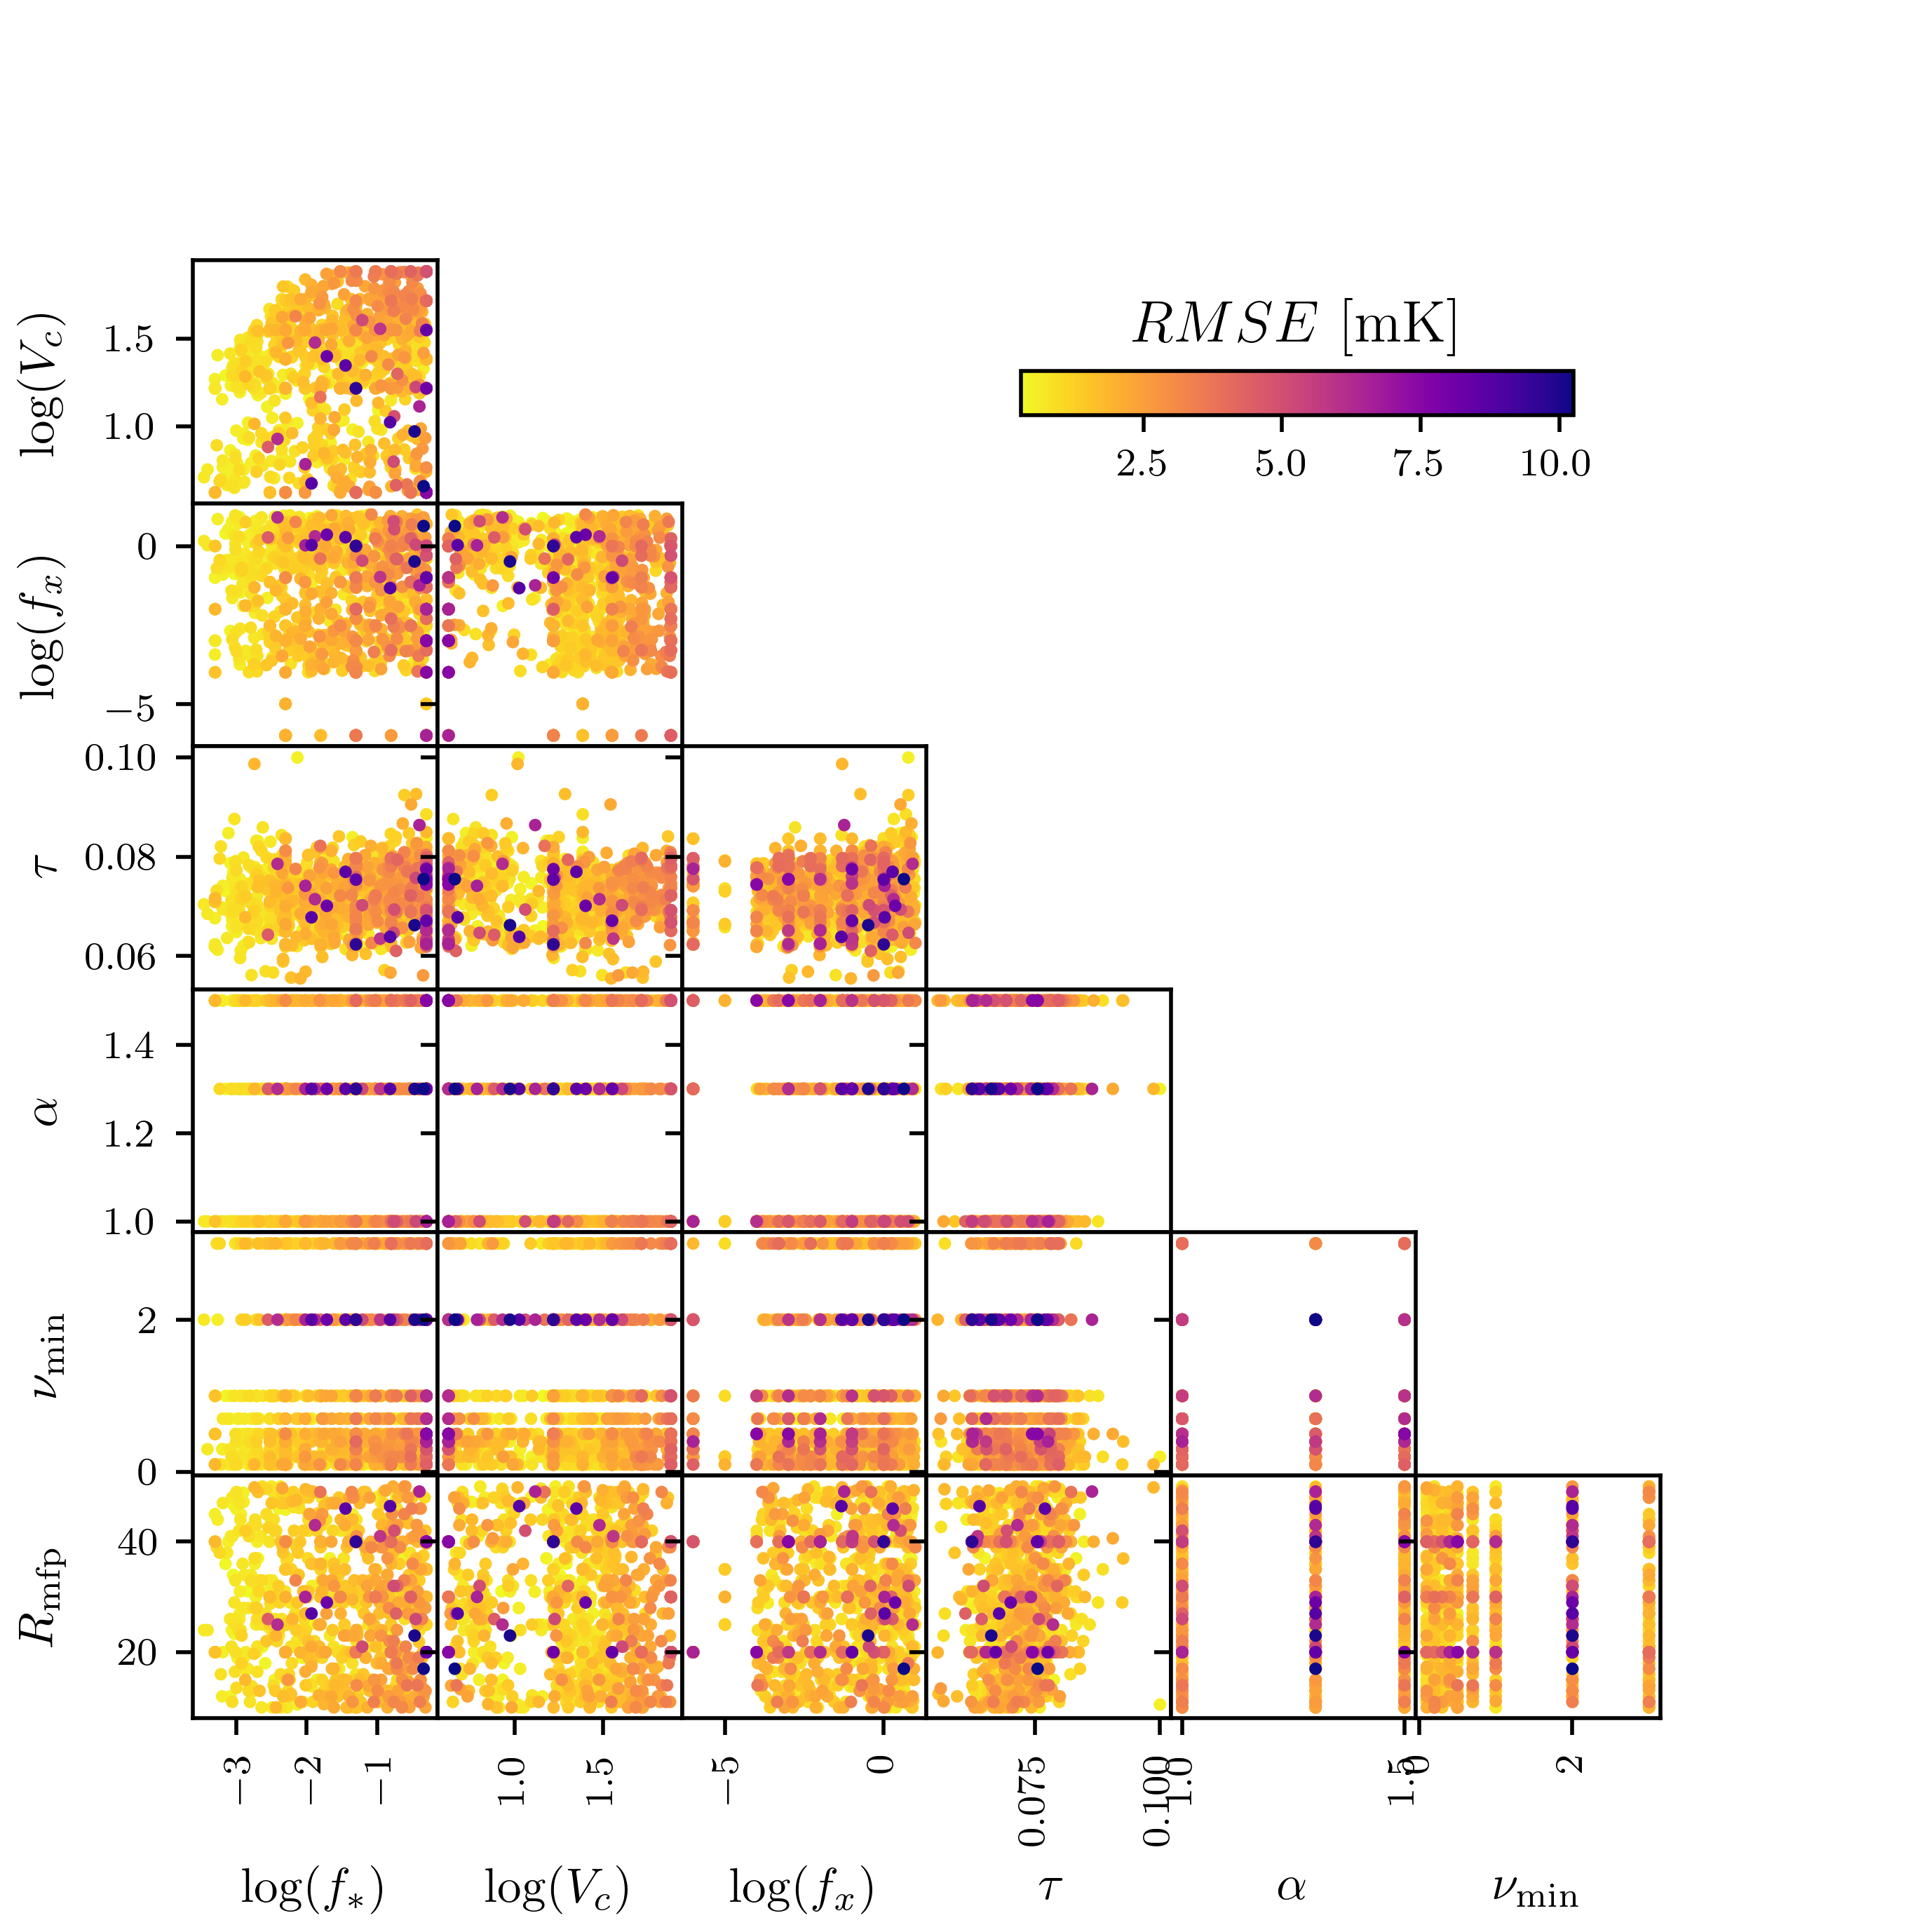 RMSE [mK]
2.5 5.0 7.5 10.0
log(V_c)
1.5
1.0
log(f_x)
0
−5
τ
0.10
0.08
0.06
α
1.4
1.2
1.0
ν_min
2
0
R_mfp
40
20
−3 −2 −1 1.0 1.5 −5 0 0.075 0.100 1.0 1.5 0 2
log(f_*) log(V_c) log(f_x) τ α ν_min